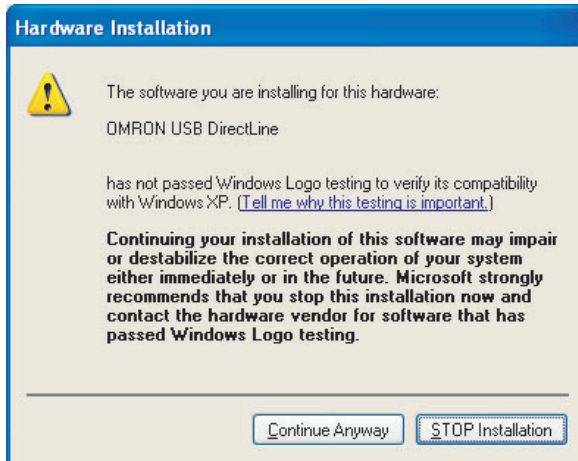 Hardware Installation
The software you are installing for this hardware:
OMRON USB DirectLine
has not passed Windows Logo testing to verify its compatibility
with Windows XP. (Tell me why this testing is important.)
Continuing your installation of this software may impair
or destabilize the correct operation of your system
either immediately or in the future. Microsoft strongly
recommends that you stop this installation now and
contact the hardware vendor for software that has
passed Windows Logo testing.
Continue Anyway
STOP Installation